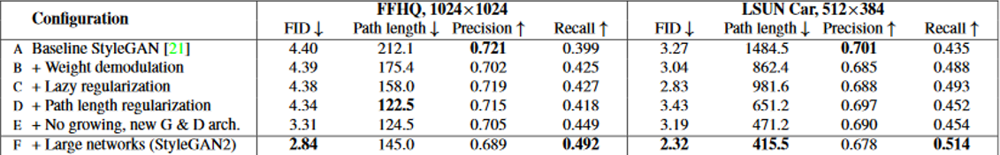 Configuration FFHQ, 1024×1024 LSUN Car, 512×384
FID ↓ Path length ↓ Precision ↑ Recall ↑ FID ↓ Path length ↓ Precision ↑ Recall ↑
A Baseline StyleGAN [21] 4.40 212.1 0.721 0.399 3.27 1484.5 0.701 0.435
B + Weight demodulation 4.39 175.4 0.702 0.425 3.04 862.4 0.685 0.488
C + Lazy regularization 4.38 158.0 0.719 0.427 2.83 981.6 0.688 0.493
D + Path length regularization 4.34 122.5 0.715 0.418 3.43 651.2 0.697 0.452
E + No growing, new G & D arch. 3.31 124.5 0.705 0.449 3.19 471.2 0.690 0.454
F + Large networks (StyleGAN2) 2.84 145.0 0.689 0.492 2.32 415.5 0.678 0.514